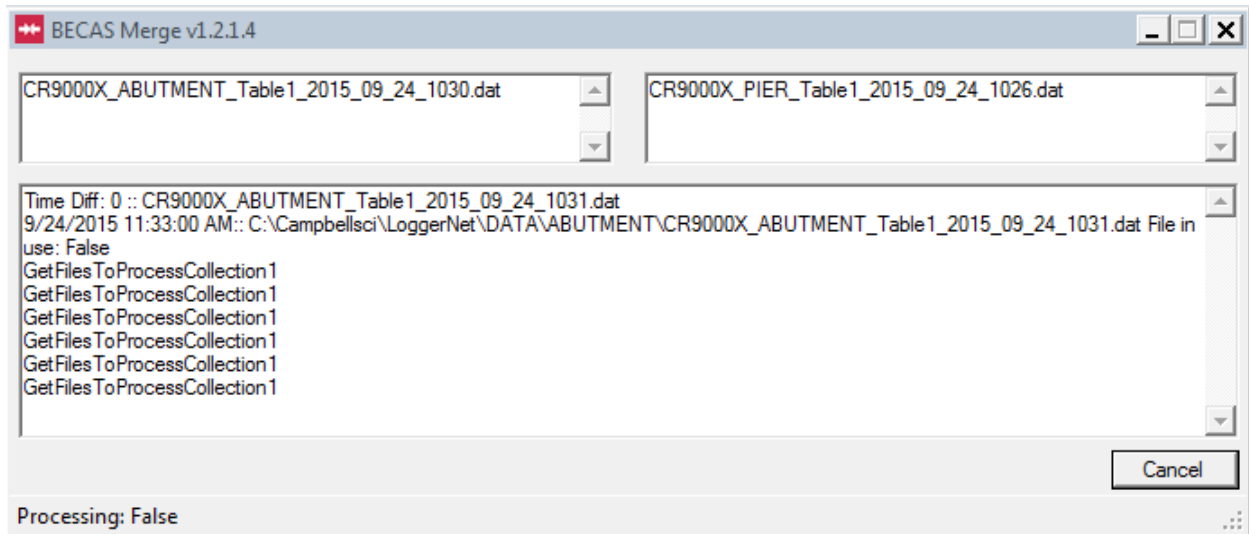 BECAS Merge v1.2.1.4
CR9000X_ABUTMENT_Table1_2015_09_24_1030.dat
CR9000X_PIER_Table1_2015_09_24_1026.dat
Time Diff: 0 :: CR9000X_ABUTMENT_Table1_2015_09_24_1031.dat
9/24/2015 11:33:00 AM:: C:\Campbellsci\LoggerNet\DATA\ABUTMENT\CR9000X_ABUTMENT_Table1_2015_09_24_1031.dat File in
use: False
GetFilesToProcessCollection1
GetFilesToProcessCollection1
GetFilesToProcessCollection1
GetFilesToProcessCollection1
GetFilesToProcessCollection1
GetFilesToProcessCollection1
Cancel
Processing: False